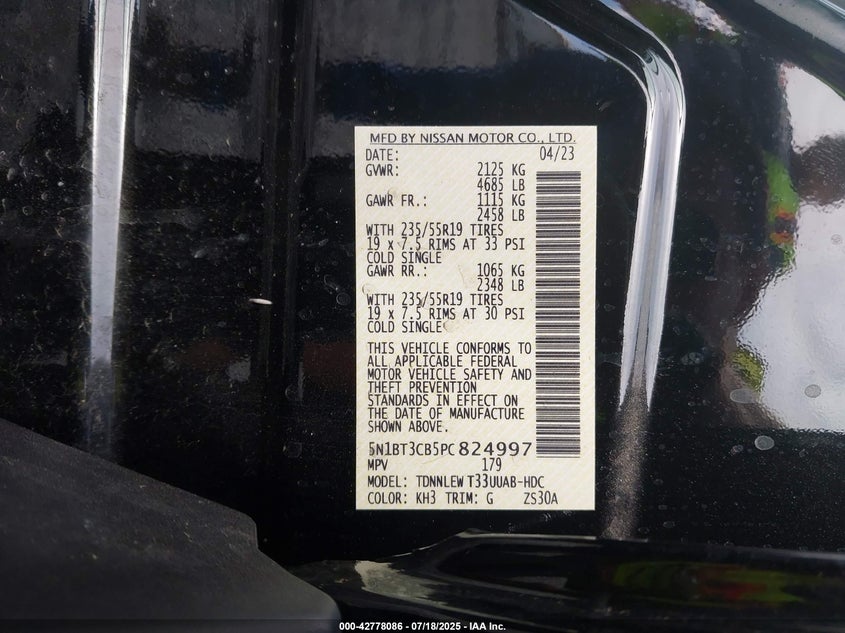 MFD BY NISSAN MOTOR CO., LTD.
DATE: 04/23
GVWR: 2125 KG
4685 LB
GAWR FR.: 1115 KG
2458 LB
WITH 235/55R19 TIRES
19 x 7.5 RIMS AT 33 PSI
COLD SINGLE
GAWR RR.: 1065 KG
2348 LB
WITH 235/55R19 TIRES
19 x 7.5 RIMS AT 30 PSI
COLD SINGLE
THIS VEHICLE CONFORMS TO
ALL APPLICABLE FEDERAL
MOTOR VEHICLE SAFETY AND
THEFT PREVENTION
STANDARDS IN EFFECT ON
THE DATE OF MANUFACTURE
SHOWN ABOVE.
5N1BT3CB5PC824997
MPV 179
MODEL: TDNNLEW T33UUAB-HDC
COLOR: KH3 TRIM: G ZS30A
000-42778086 - 07/18/2025 - IAA Inc.